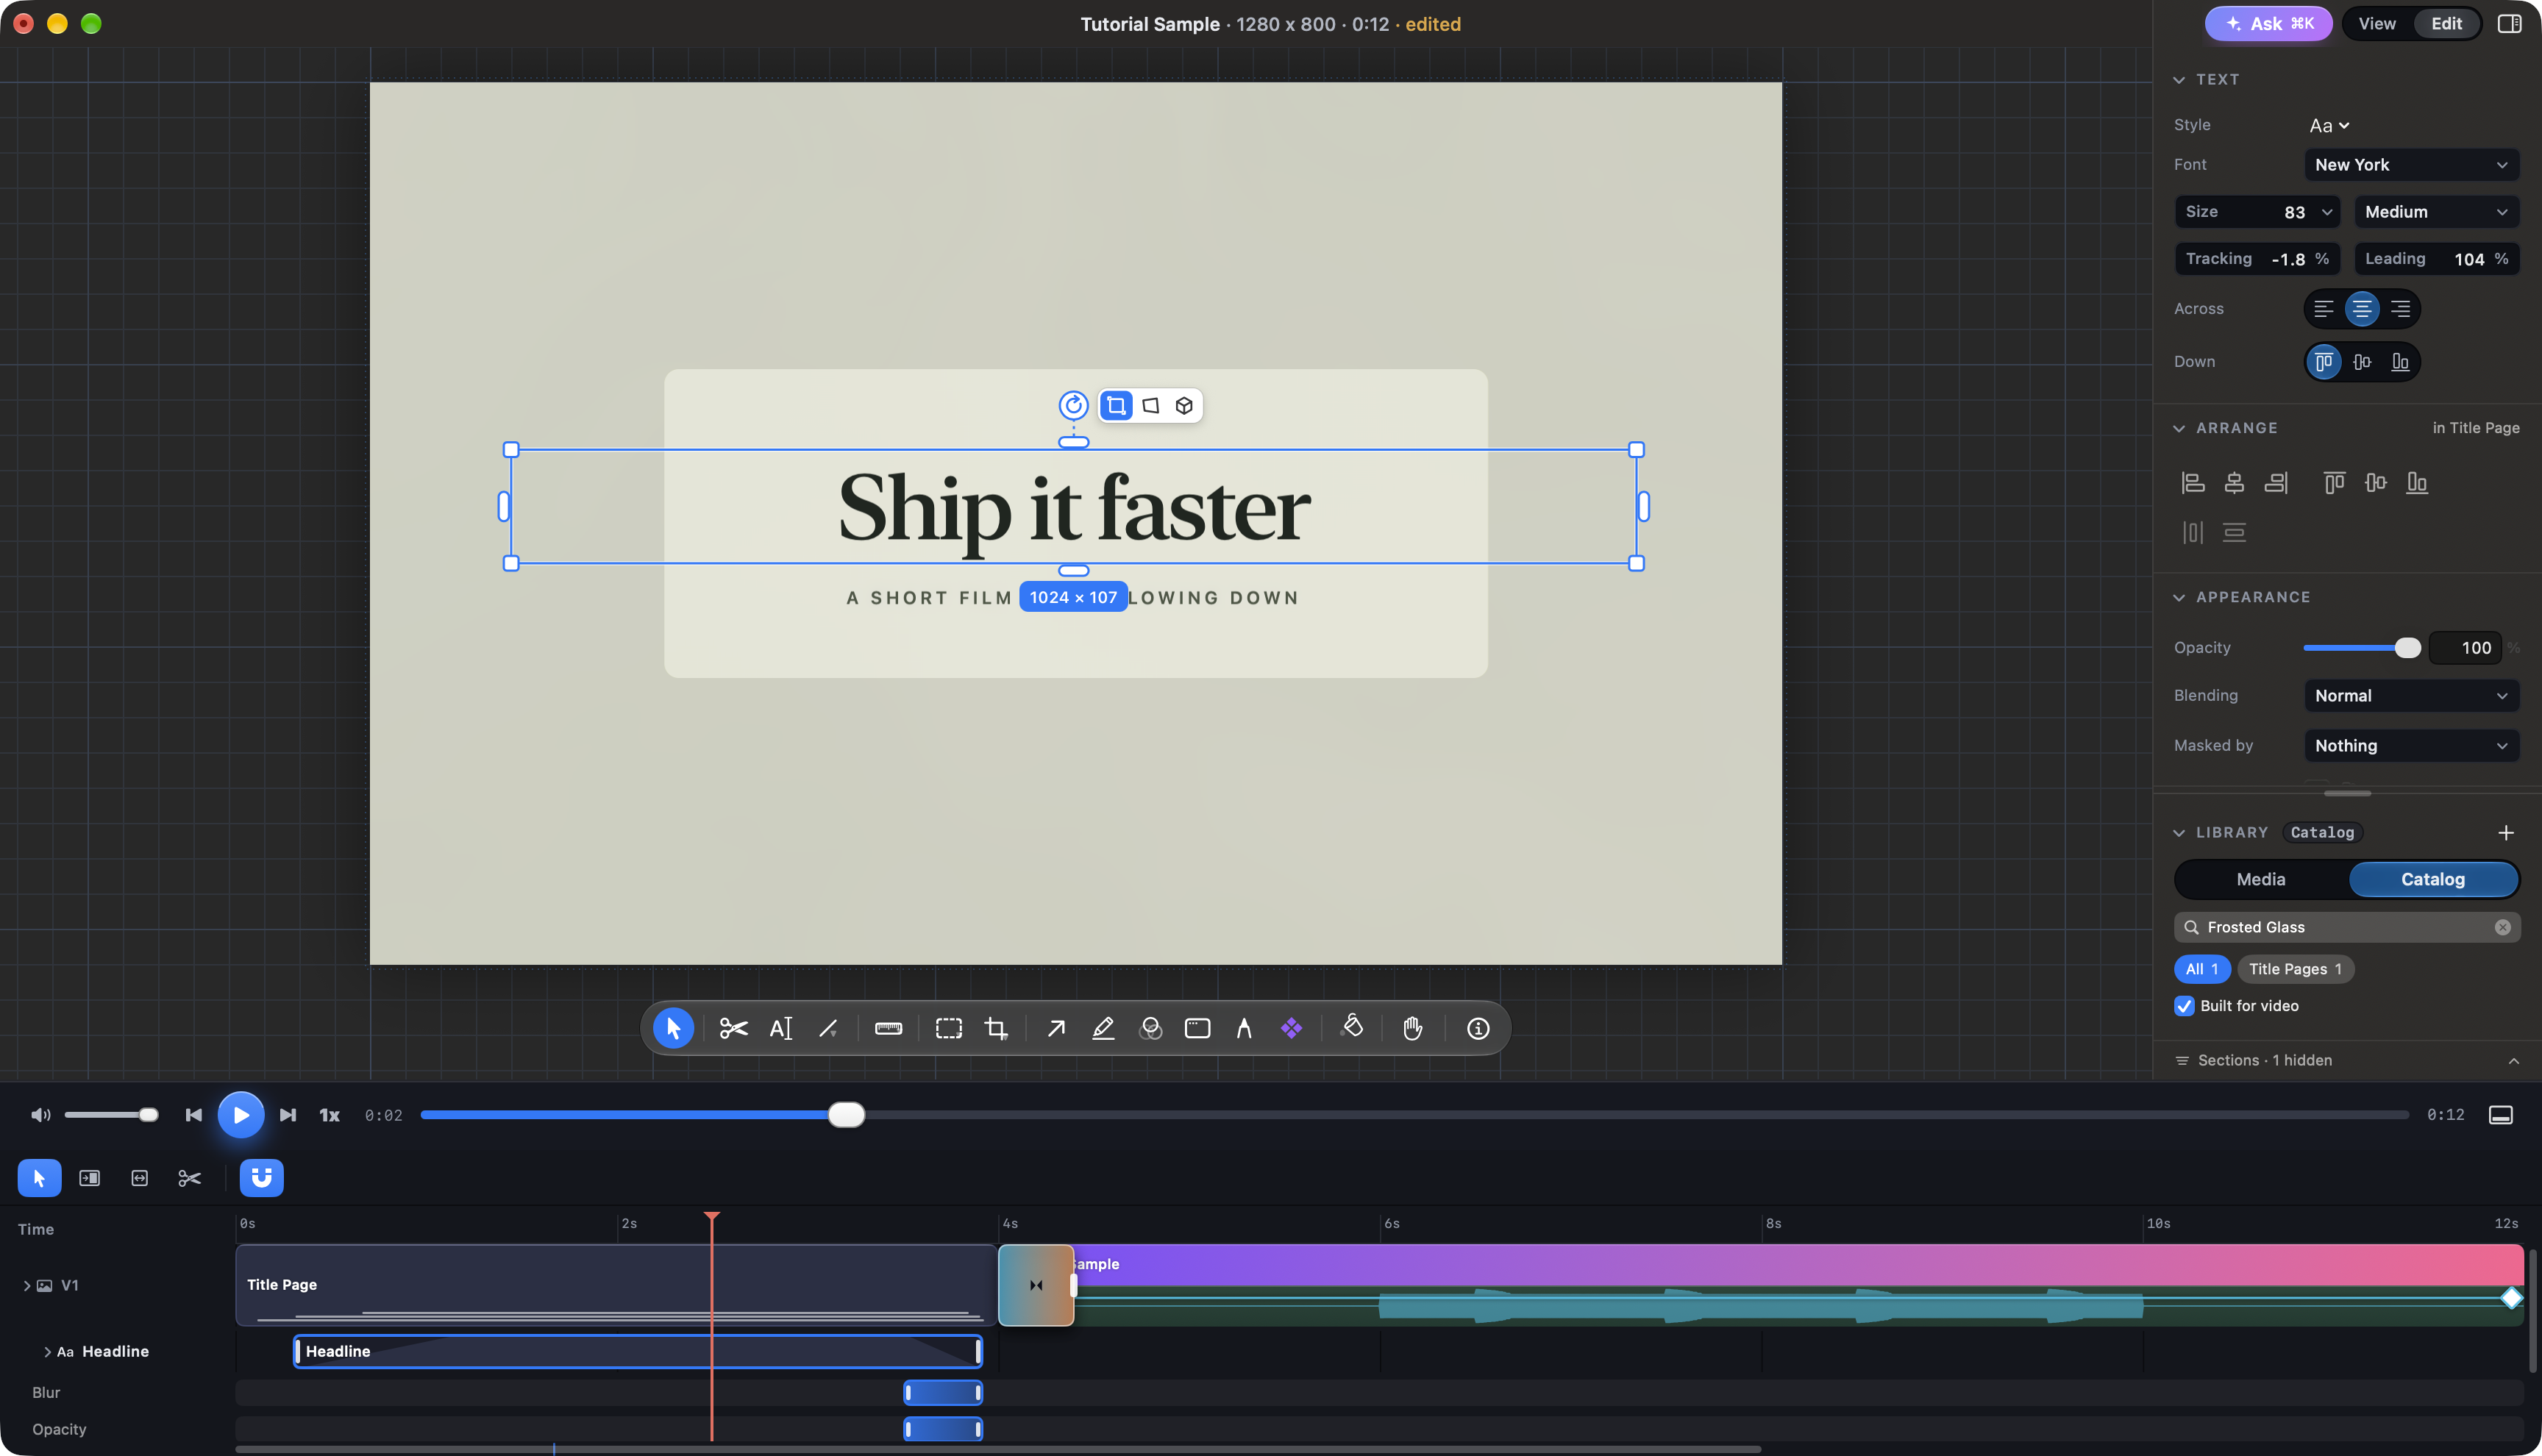 Tutorial Sample · 1280 x 800 · 0:12 · edited
Ask ⌘K
View
Edit
TEXT
Style
Aa
Font
New York
Size 83
Medium
Tracking -1.8 %
Leading 104 %
Across
Down
ARRANGE
in Title Page
APPEARANCE
Opacity
100 %
Blending
Normal
Masked by
Nothing
LIBRARY Catalog
Media
Catalog
Frosted Glass
All 1
Title Pages 1
Built for video
Sections · 1 hidden
Ship it faster
A SHORT FILM
1024 × 107
LOWING DOWN
1x
0:02
0:12
Time
0s
2s
4s
6s
8s
10s
12s
V1
Title Page
ample
Aa Headline
Headline
Blur
Opacity